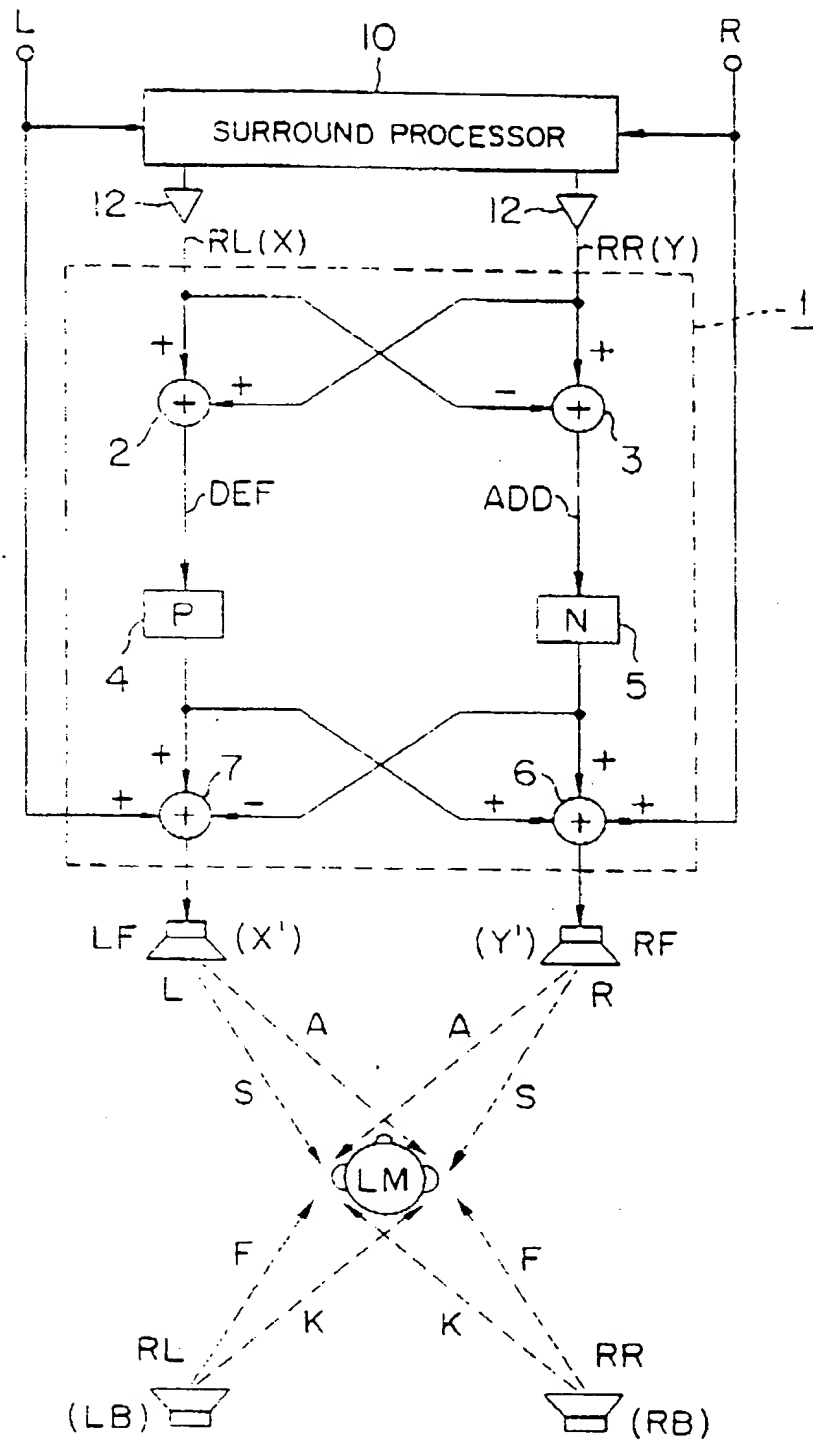 L
R
10
SURROUND PROCESSOR
12
12
RL(X)
RR(Y)
1
+
+
+
-
+
+
2
3
DEF
ADD
P
N
4
5
+
+
7
6
+
-
+
+
+
+
LF
(X')
(Y')
RF
L
R
A
A
S
S
LM
F
F
K
K
RL
RR
(LB)
(RB)